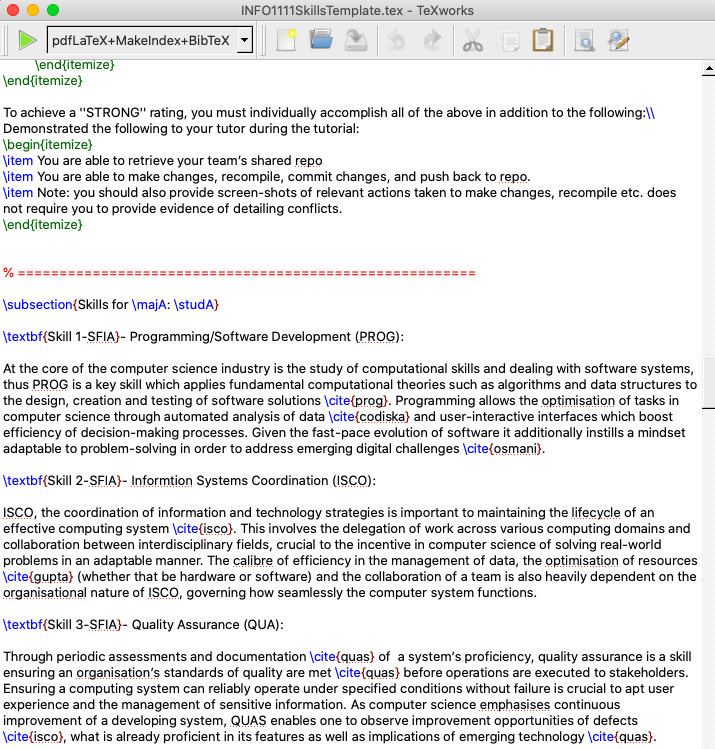 INFO1111SkillsTemplate.tex - TeXworks
pdfLaTeX+MakeIndex+BibTeX
\end{itemize}
\end{itemize}
To achieve a ''STRONG'' rating, you must individually accomplish all of the above in addition to the following:\\
Demonstrated the following to your tutor during the tutorial:
\begin{itemize}
\item You are able to retrieve your team's shared repo
\item You are able to make changes, recompile, commit changes, and push back to repo.
\item Note: you should also provide screen-shots of relevant actions taken to make changes, recompile etc. does
not require you to provide evidence of detailing conflicts.
\end{itemize}
% =======================================================
\subsection{Skills for \majA: \studA}
\textbf{Skill 1-SFIA}- Programming/Software Development (PROG):
At the core of the computer science industry is the study of computational skills and dealing with software systems,
thus PROG is a key skill which applies fundamental computational theories such as algorithms and data structures to
the design, creation and testing of software solutions \cite{prog}. Programming allows the optimisation of tasks in
computer science through automated analysis of data \cite{codiska} and user-interactive interfaces which boost
efficiency of decision-making processes. Given the fast-pace evolution of software it additionally instills a mindset
adaptable to problem-solving in order to address emerging digital challenges \cite{osmani}.
\textbf{Skill 2-SFIA}- Informtion Systems Coordination (ISCO):
ISCO, the coordination of information and technology strategies is important to maintaining the lifecycle of an
effective computing system \cite{isco}. This involves the delegation of work across various computing domains and
collaboration between interdisciplinary fields, crucial to the incentive in computer science of solving real-world
problems in an adaptable manner. The calibre of efficiency in the management of data, the optimisation of resources
\cite{gupta} (whether that be hardware or software) and the collaboration of a team is also heavily dependent on the
organisational nature of ISCO, governing how seamlessly the computer system functions.
\textbf{Skill 3-SFIA}- Quality Assurance (QUA):
Through periodic assessments and documentation \cite{quas} of  a system's proficiency, quality assurance is a skill
ensuring an organisation's standards of quality are met \cite{quas} before operations are executed to stakeholders.
Ensuring a computing system can reliably operate under specified conditions without failure is crucial to apt user
experience and the management of sensitive information. As computer science emphasises continuous
improvement of a developing system, QUAS enables one to observe improvement opportunities of defects
\cite{isco}, what is already proficient in its features as well as implications of emerging technology \cite{quas}.